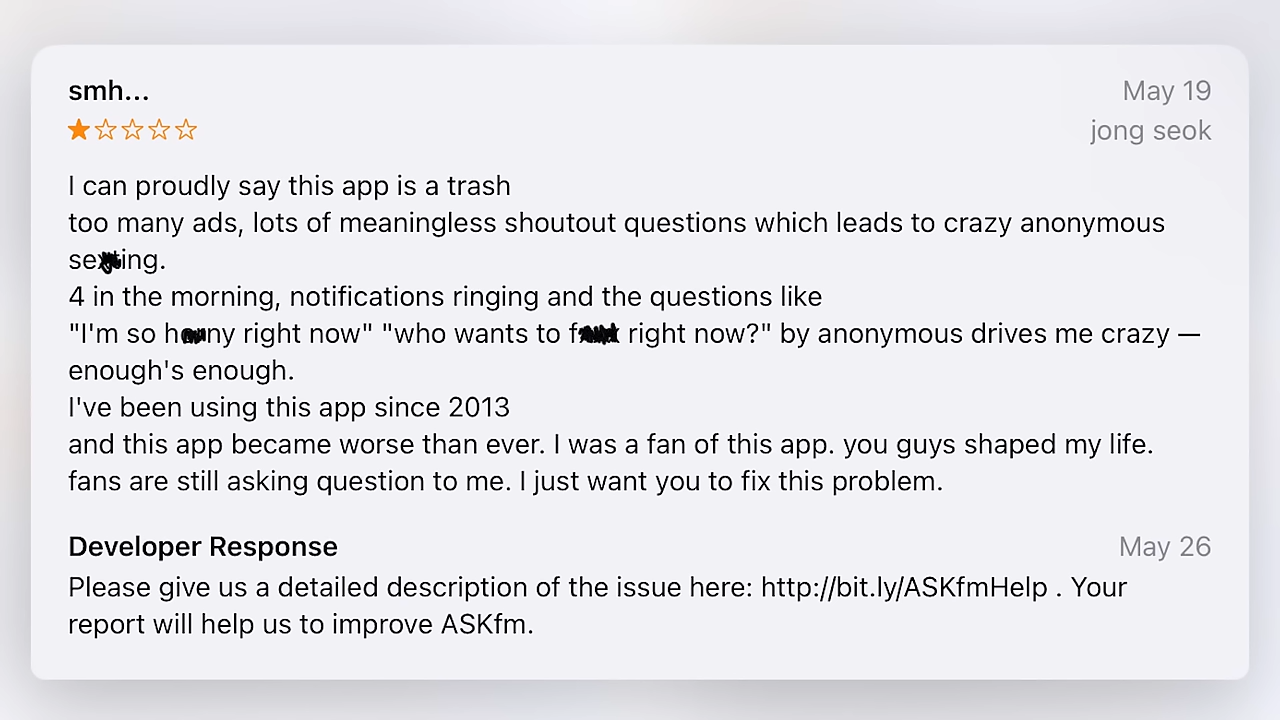 smh...
May 19
★☆☆☆☆
jong seok
I can proudly say this app is a trash
too many ads, lots of meaningless shoutout questions which leads to crazy anonymous
4 in the morning, notifications ringing and the questions like
"I'm so right now" "who wants to right now?" by anonymous drives me crazy —
enough's enough.
I've been using this app since 2013
and this app became worse than ever. I was a fan of this app. you guys shaped my life.
fans are still asking question to me. I just want you to fix this problem.
Developer Response
May 26
Please give us a detailed description of the issue here: http://bit.ly/ASKfmHelp . Your
report will help us to improve ASKfm.